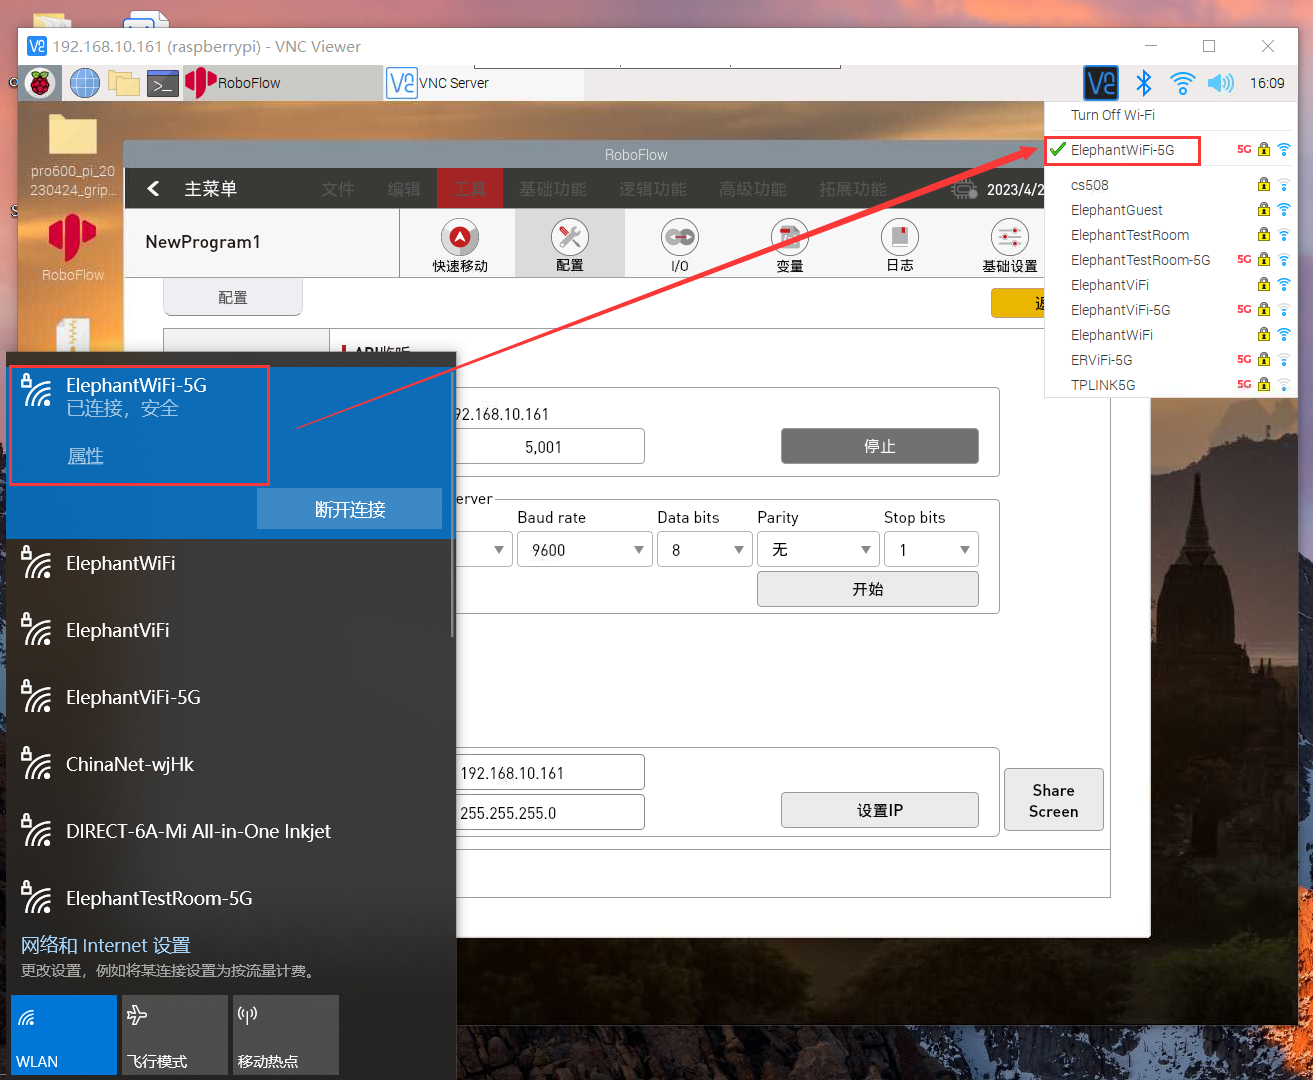 192.168.10.161 (raspberrypi) - VNC Viewer
RoboFlow
VNC Server
16:09
Turn Off Wi-Fi
ElephantWiFi-5G 5G
cs508
ElephantGuest
ElephantTestRoom
ElephantTestRoom-5G 5G
ElephantViFi
ElephantViFi-5G 5G
ElephantWiFi
ERViFi-5G 5G
TPLINK5G 5G
pro600_pi_20
230424_grip...
RoboFlow
RoboFlow
主菜单
文件
编辑
工具
基础功能
逻辑功能
高级功能
拓展功能
2023/4/2
NewProgram1
快速移动
配置
I/O
变量
日志
基础设置
配置
92.168.10.161
5,001
停止
erver
Baud rate
Data bits
Parity
Stop bits
9600
8
无
1
开始
192.168.10.161
255.255.255.0
设置IP
Share
Screen
ElephantWiFi-5G
已连接，安全
属性
断开连接
ElephantWiFi
ElephantViFi
ElephantViFi-5G
ChinaNet-wjHk
DIRECT-6A-Mi All-in-One Inkjet
ElephantTestRoom-5G
网络和 Internet 设置
更改设置，例如将某连接设置为按流量计费。
WLAN
飞行模式
移动热点